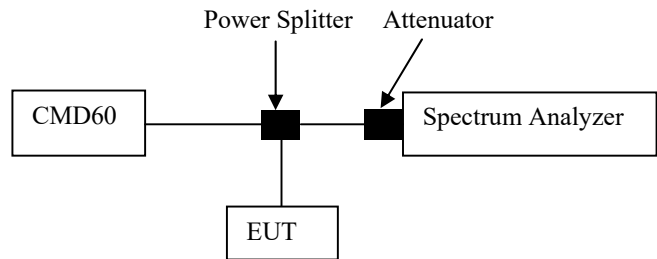 Power Splitter
Attenuator
CMD60
Spectrum Analyzer
EUT